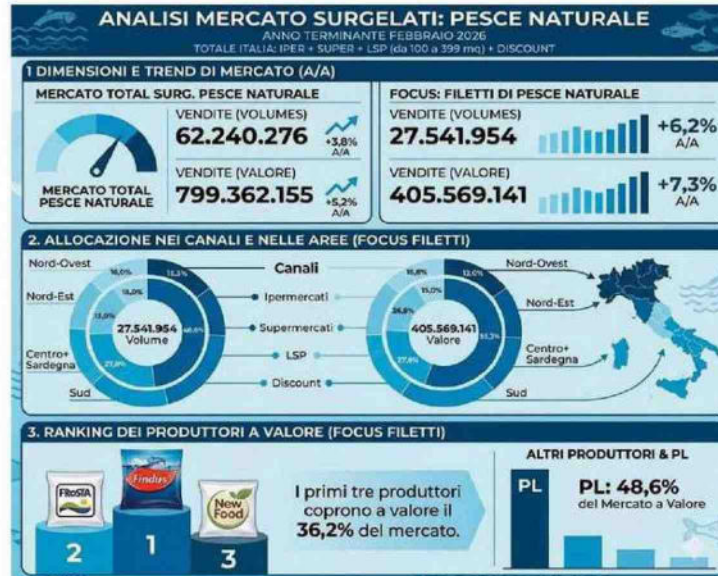 ANALISI MERCATO SURGELATI: PESCE NATURALE
ANNO TERMINANTE FEBBRAIO 2026
TOTALE ITALIA: IPER + SUPER + LSP (da 100 a 399 mq) + DISCOUNT
1 DIMENSIONI E TREND DI MERCATO (A/A)
MERCATO TOTAL SURG. PESCE NATURALE
MERCATO TOTAL
PESCE NATURALE
VENDITE (VOLUMES)
62.240.276
+3,8%
A/A
VENDITE (VALORE)
799.362.155
+5,2%
A/A
FOCUS: FILETTI DI PESCE NATURALE
VENDITE (VOLUMES)
27.541.954
+6,2%
A/A
VENDITE (VALORE)
405.569.141
+7,3%
A/A
2. ALLOCAZIONE NEI CANALI E NELLE AREE (FOCUS FILETTI)
Nord-Ovest
Nord-Est
Centro+
Sardegna
Sud
27.541.954
Volume
Canali
Ipermercati
Supermercati
LSP
Discount
405.569.141
Valore
Nord-Ovest
Nord-Est
Centro+
Sardegna
Sud
3. RANKING DEI PRODUTTORI A VALORE (FOCUS FILETTI)
FRoSTA
Findus
New
Food
2
1
3
I primi tre produttori
coprono a valore il
36,2% del mercato.
ALTRI PRODUTTORI & PL
PL
PL: 48,6%
del Mercato a Valore